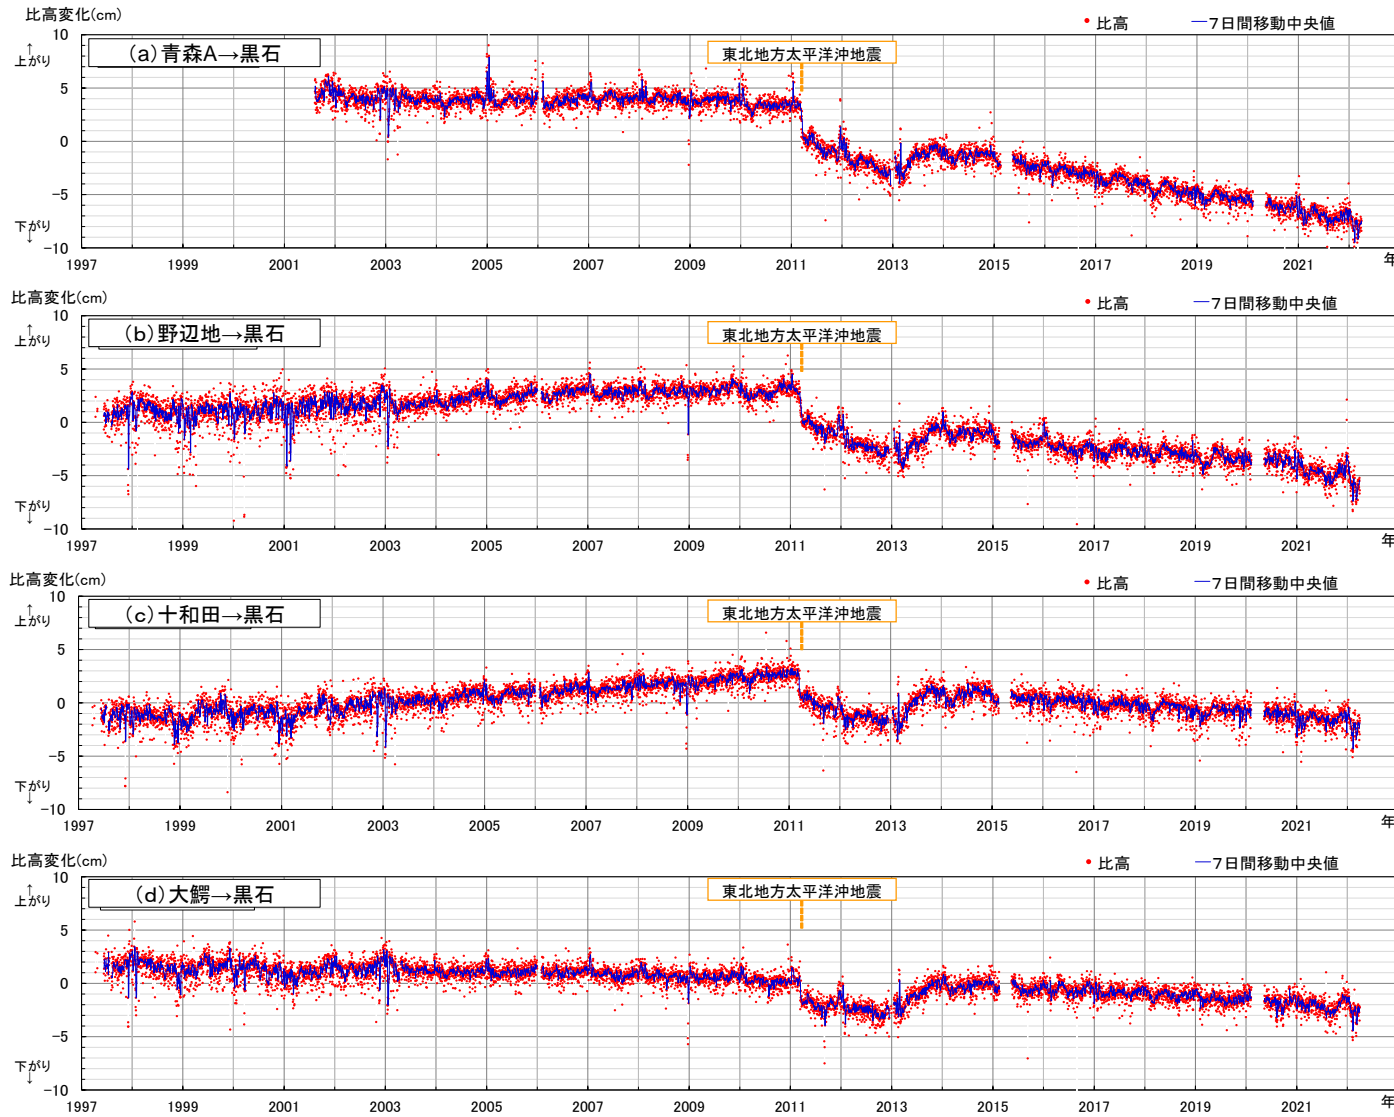 比高変化(cm)
● 比高 —7日間移動中央値
10
↑
上がり
(a)青森A→黒石
東北地方太平洋沖地震
5
0
-5
下がり
↓
-10
1997 1999 2001 2003 2005 2007 2009 2011 2013 2015 2017 2019 2021 年
比高変化(cm)
● 比高 —7日間移動中央値
10
↑
上がり
(b)野辺地→黒石
東北地方太平洋沖地震
5
0
-5
下がり
↓
-10
1997 1999 2001 2003 2005 2007 2009 2011 2013 2015 2017 2019 2021 年
比高変化(cm)
● 比高 —7日間移動中央値
10
↑
上がり
(c)十和田→黒石
東北地方太平洋沖地震
5
0
-5
下がり
↓
-10
1997 1999 2001 2003 2005 2007 2009 2011 2013 2015 2017 2019 2021 年
比高変化(cm)
● 比高 —7日間移動中央値
10
↑
上がり
(d)大鰐→黒石
東北地方太平洋沖地震
5
0
-5
下がり
↓
-10
1997 1999 2001 2003 2005 2007 2009 2011 2013 2015 2017 2019 2021 年